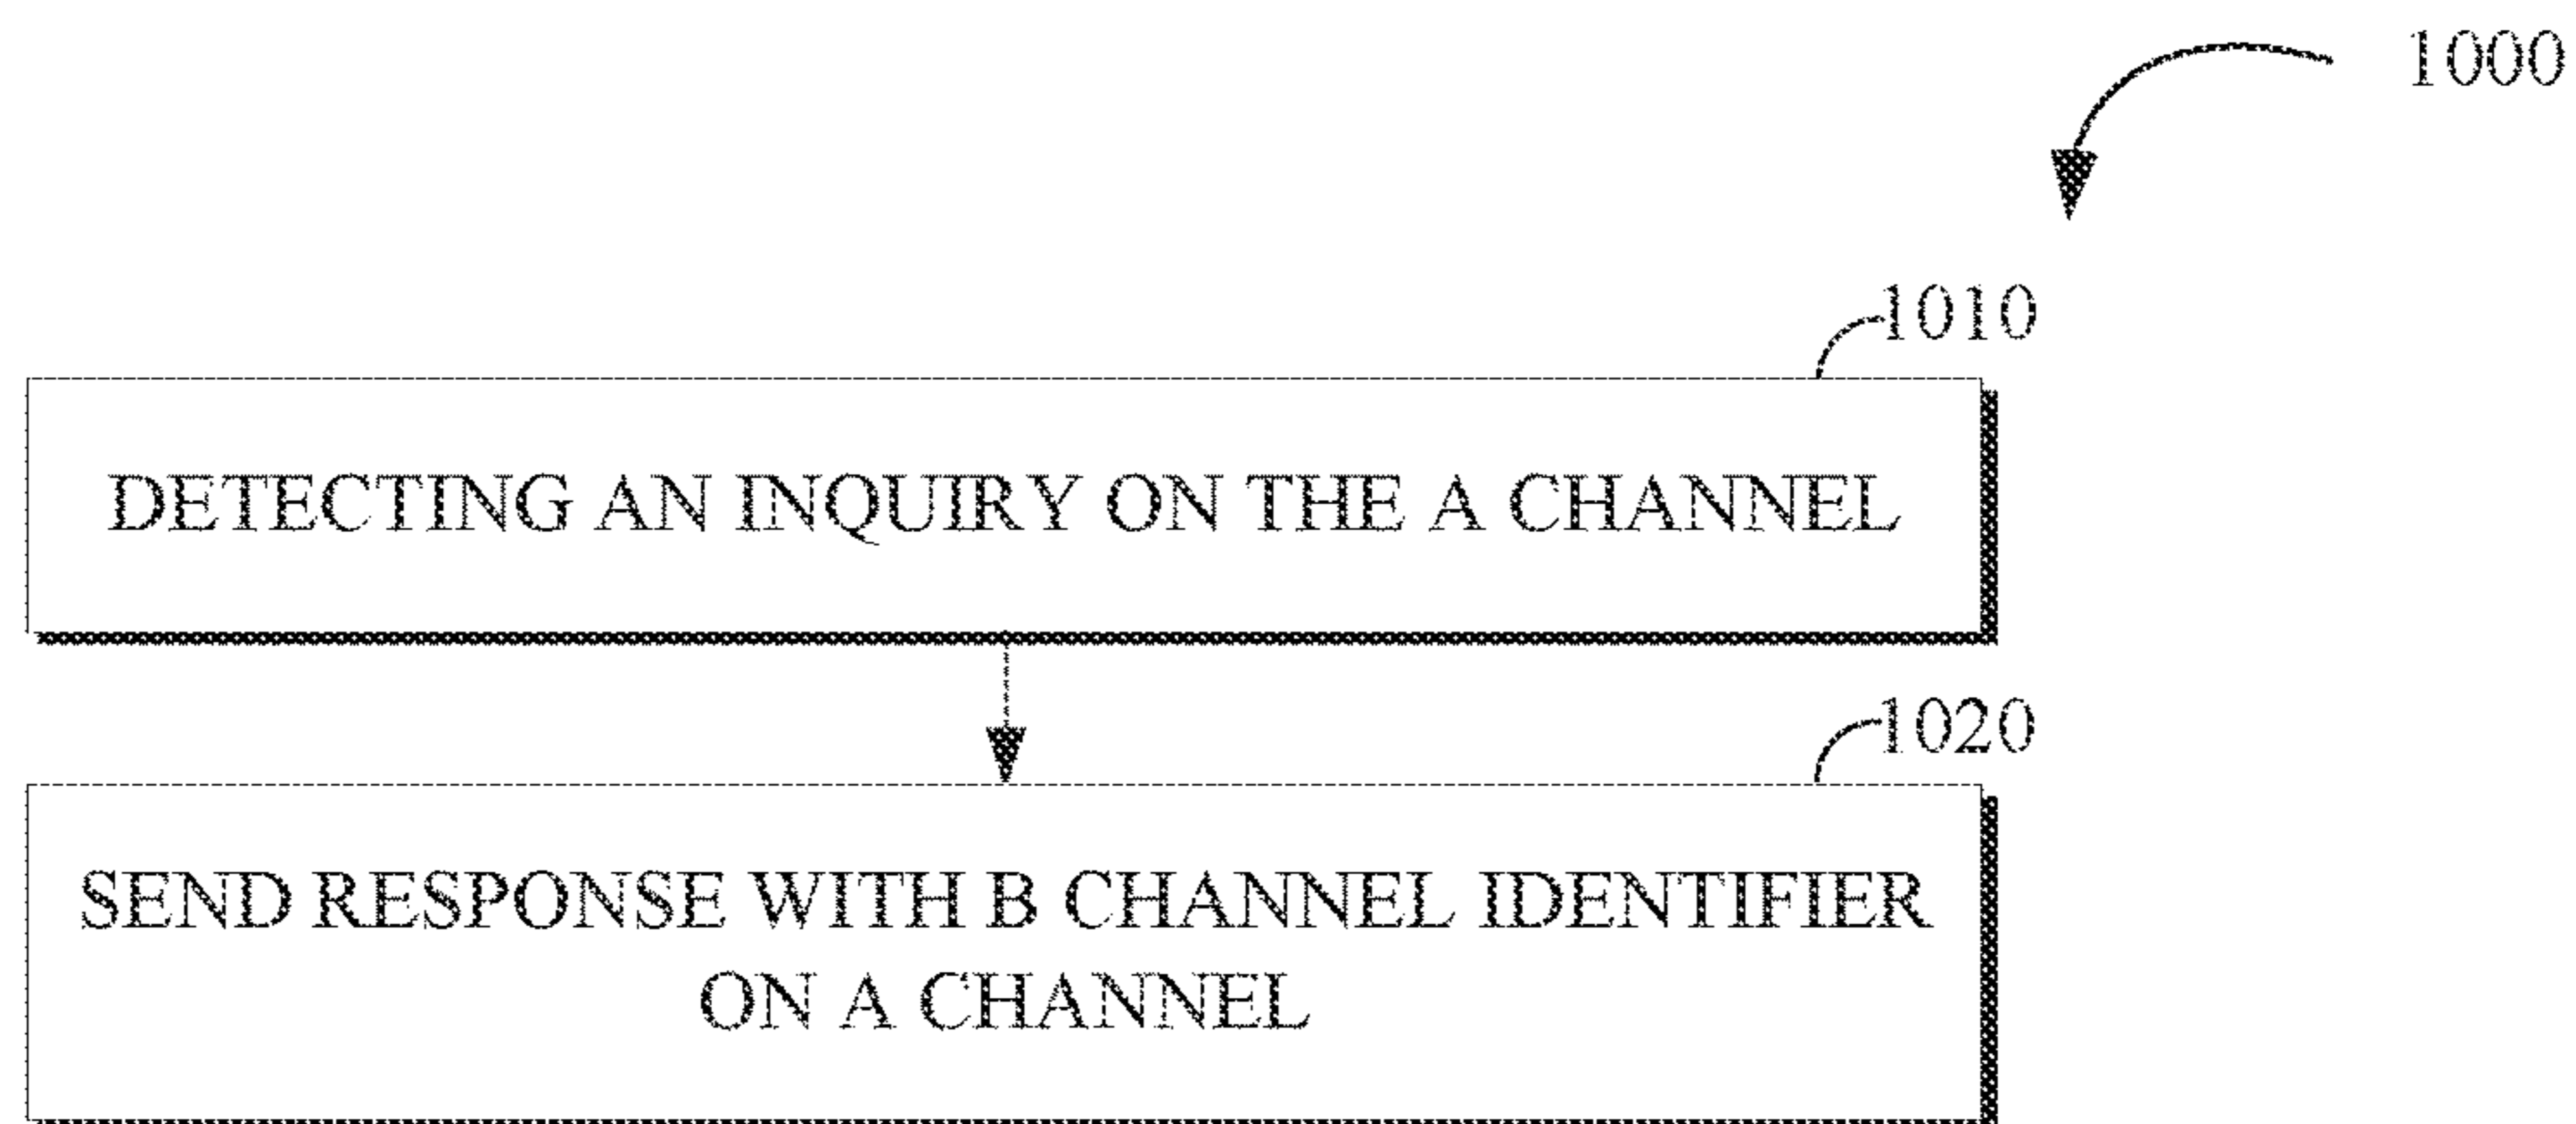 1000
1010
DETECTING AN INQUIRY ON THE A CHANNEL
1020
SEND RESPONSE WITH B CHANNEL IDENTIFIER
ON A CHANNEL